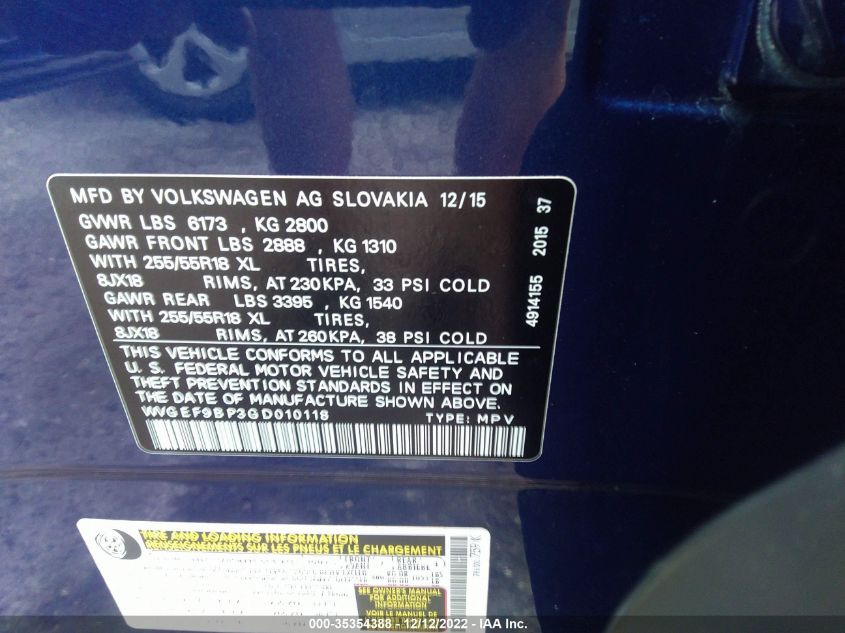 MFD BY VOLKSWAGEN AG SLOVAKIA 12/15
GVWR LBS 6173 , KG 2800
GAWR FRONT LBS 2888 , KG 1310
WITH 255/55R18 XL TIRES,
8JX18 RIMS, AT 230KPA, 33 PSI COLD
GAWR REAR LBS 3395 , KG 1540
WITH 255/55R18 XL TIRES,
8JX18 RIMS, AT 260KPA, 38 PSI COLD
THIS VEHICLE CONFORMS TO ALL APPLICABLE
U. S. FEDERAL MOTOR VEHICLE SAFETY AND
THEFT PREVENTION STANDARDS IN EFFECT ON
THE DATE OF MANUFACTURE SHOWN ABOVE.
WVGEF9BP3GD010118 TYPE: MPV
4914155 2015 37
TIRE AND LOADING INFORMATION
RENSEIGNEMENTS SUR LES PNEUS ET LE CHARGEMENT
SEE OWNER'S MANUAL
FOR ADDITIONAL
INFORMATION
VOIR LE MANUEL
000-35354388 - 12/12/2022 - IAA Inc.